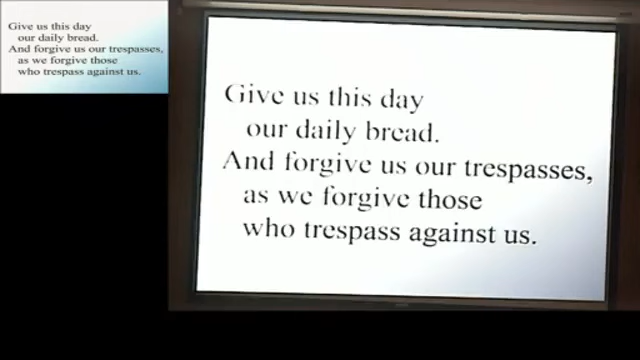 Give us this day
our daily bread.
And forgive us our trespasses,
as we forgive those
who trespass against us.
Give us this day
our daily bread.
And forgive us our trespasses,
as we forgive those
who trespass against us.